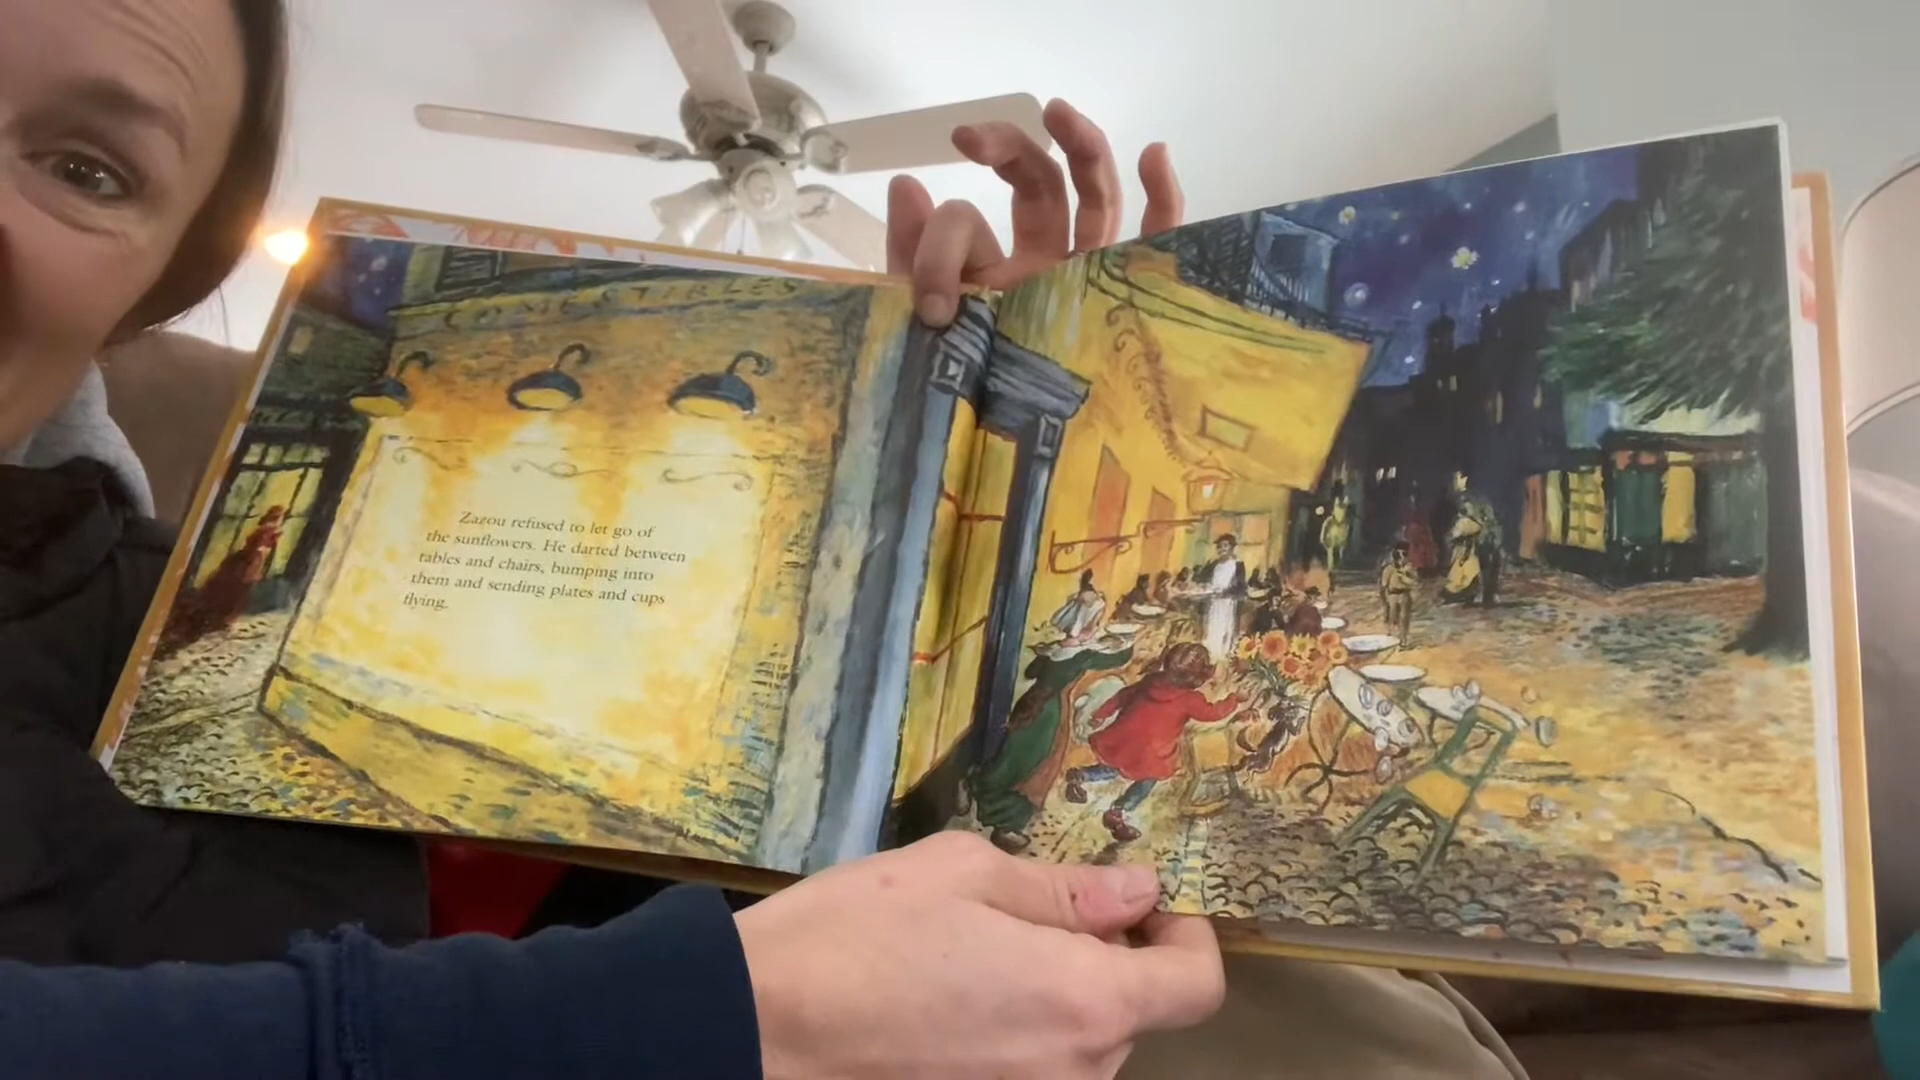 COMESTIBLES
Zazou refused to let go of
the sunflowers. He darted between
tables and chairs, bumping into
them and sending plates and cups
flying.